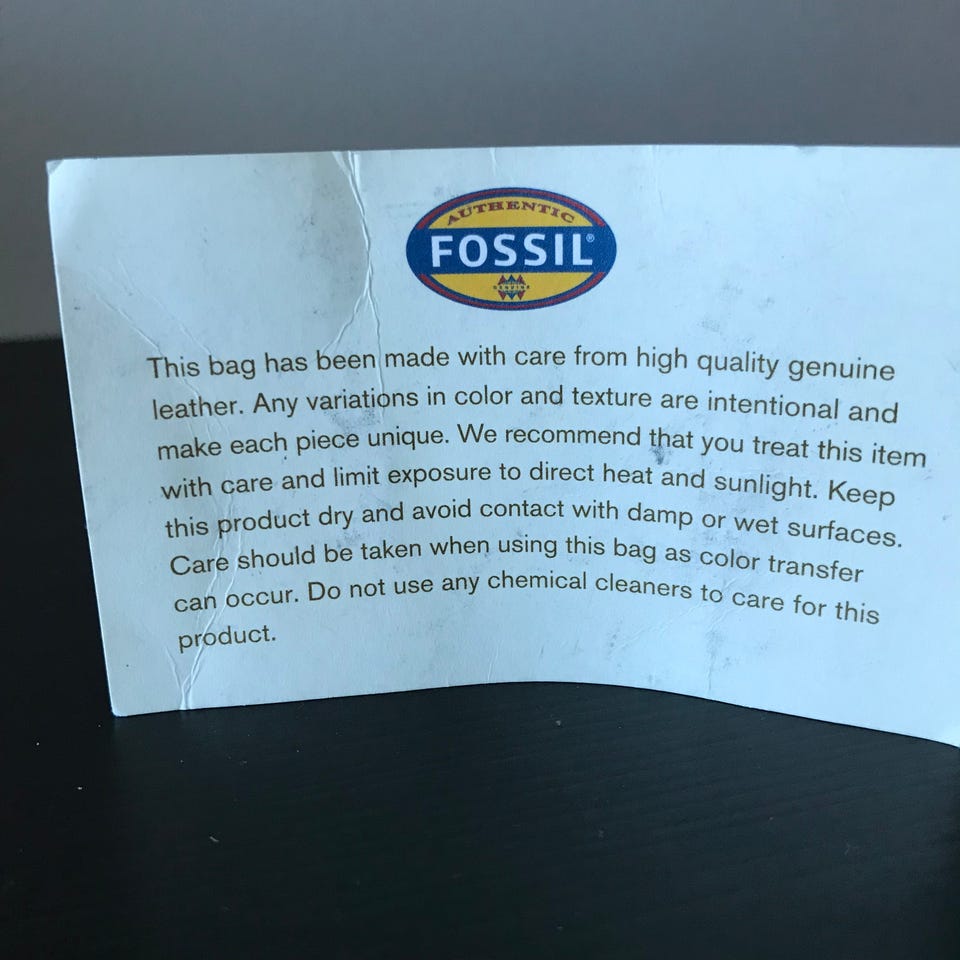 AUTHENTIC
FOSSIL®
GENUINE
This bag has been made with care from high quality genuine
leather. Any variations in color and texture are intentional and
make each piece unique. We recommend that you treat this item
with care and limit exposure to direct heat and sunlight. Keep
this product dry and avoid contact with damp or wet surfaces.
Care should be taken when using this bag as color transfer
can occur. Do not use any chemical cleaners to care for this
product.